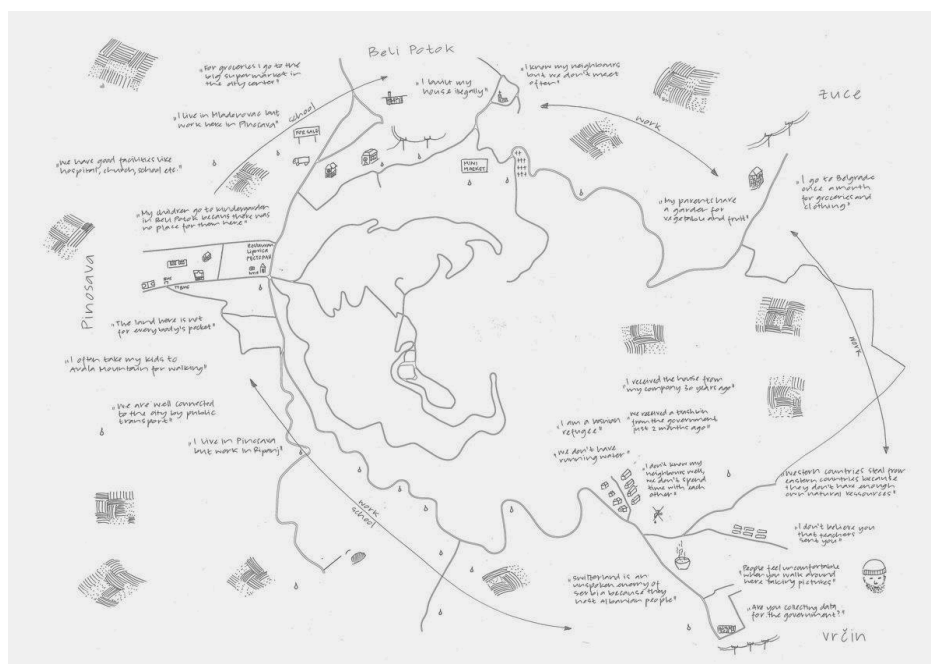 Beli Potok
„For groceries I go to the
big supermarket in
the city center"
„I built my
house illegally"
„I know my neighbours
but we don't meet
often"
zuce
„I live in Mladenovac but
work here in Pinosava"
school
FOR SALE
work
„We have good facilities like
hospital, church, school etc."
MINI
MARKET
„I go to Belgrade
once a month
for groceries and
clothing"
„My children go to kindergarden
in Beli Potok becaus there was
no place for them here"
„My parents have
a garden for
vegetable and fruit"
Pinosava
„The land here is not
for everybody's pocket"
work
„I often take my kids to
Avala Mountain for walking"
„I received the house from
my company 30 years ago"
„We are well connected
to the city by public
transport"
„I am a bosnian
refugee"
„We received a trashbin
from the government
just 2 months ago"
„I live in Pinosava
but work in Ripanj"
„We don't have
running water"
„I don't know my
neighbours well,
we don't spend
time with each
other"
„Western countries steal from
eastern countries because
they don't have enough
own natural ressources"
work
school
„I don't believe you
that teachers
sent you"
„Switzerland is an
unspoken enemy of
Serbia because they
host albanian people"
„People feel uncomfortable
when you walk around
here taking pictures"
„Are you collecting data
for the government?"
vrčin